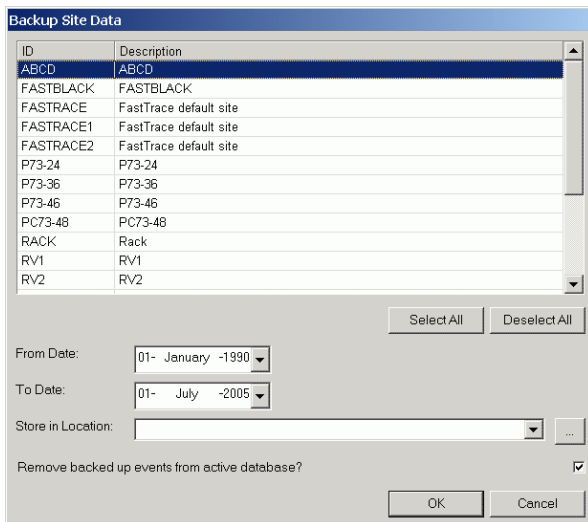 Backup Site Data
ID Description
ABCD ABCD
FASTBLACK FASTBLACK
FASTRACE FastTrace default site
FASTRACE1 FastTrace default site
FASTRACE2 FastTrace default site
P73-24 P73-24
P73-36 P73-36
P73-46 P73-46
PC73-48 PC73-48
RACK Rack
RV1 RV1
RV2 RV2
Select All Deselect All
From Date: 01- January -1990
To Date: 01- July -2005
Store in Location: ...
Remove backed up events from active database?
OK Cancel